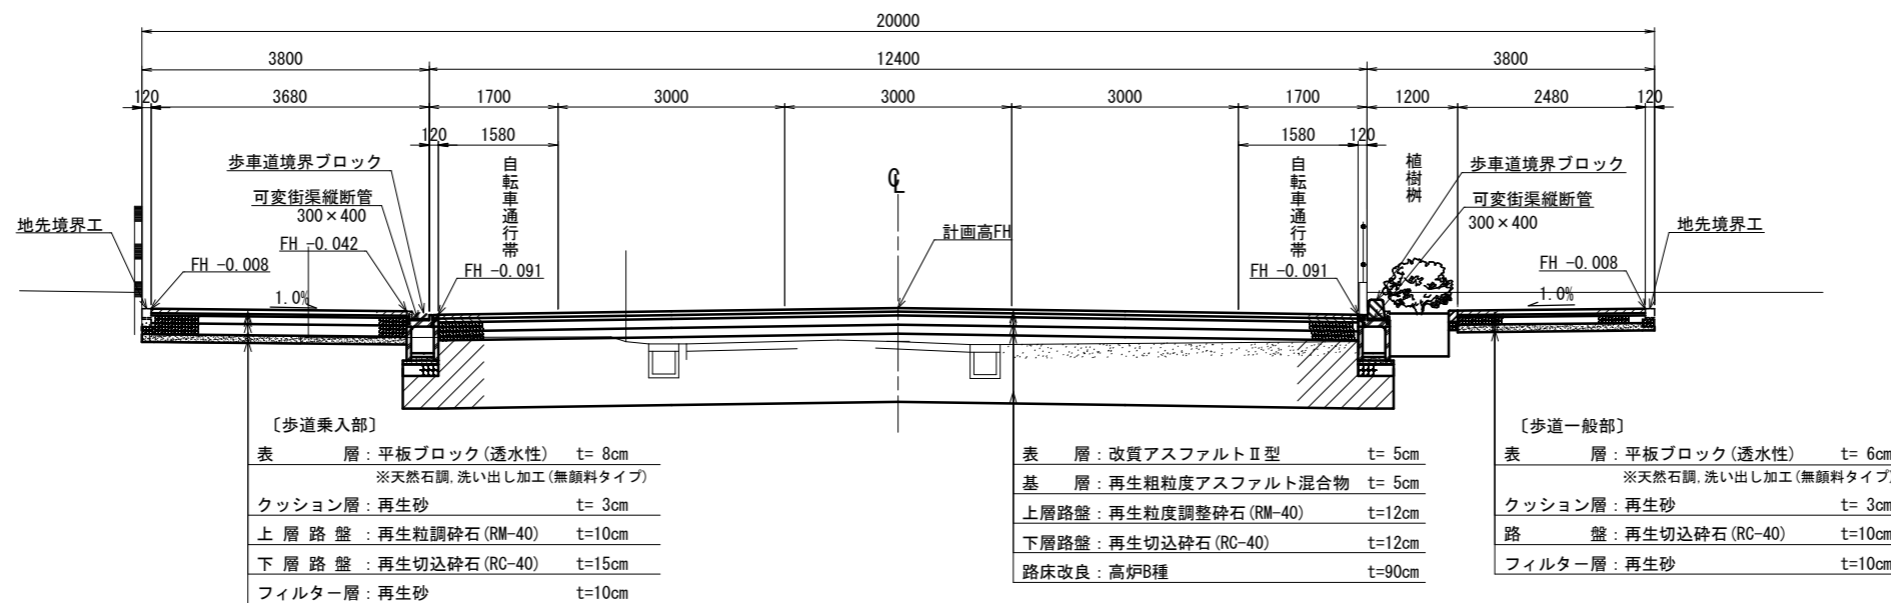 20000
3800 12400 3800
120 3680 1700 3000 3000 3000 1700 1200 2480 120
120 1580 1580 120
歩車道境界ブロック
可変街渠縦断管
300×400
FH -0.042
地先境界工
FH -0.008
1.0%
自転車通行帯
FH -0.091
℄
計画高FH
自転車通行帯
FH -0.091
植樹桝
歩車道境界ブロック
可変街渠縦断管
300×400
地先境界工
FH -0.008
1.0%
〔歩道乗入部〕
表 層：平板ブロック(透水性) t= 8cm
※天然石調,洗い出し加工(無顔料タイプ)
クッション層：再生砂 t= 3cm
上 層 路 盤 ：再生粒調砕石(RM-40) t=10cm
下 層 路 盤 ：再生切込砕石(RC-40) t=15cm
フィルター層：再生砂 t=10cm
表 層：改質アスファルトⅡ型 t= 5cm
基 層：再生粗粒度アスファルト混合物 t= 5cm
上層路盤：再生粒度調整砕石(RM-40) t=12cm
下層路盤：再生切込砕石(RC-40) t=12cm
路床改良：高炉B種 t=90cm
〔歩道一般部〕
表 層：平板ブロック(透水性) t= 6cm
※天然石調,洗い出し加工(無顔料タイプ)
クッション層：再生砂 t= 3cm
路 盤：再生切込砕石(RC-40) t=10cm
フィルター層：再生砂 t=10cm